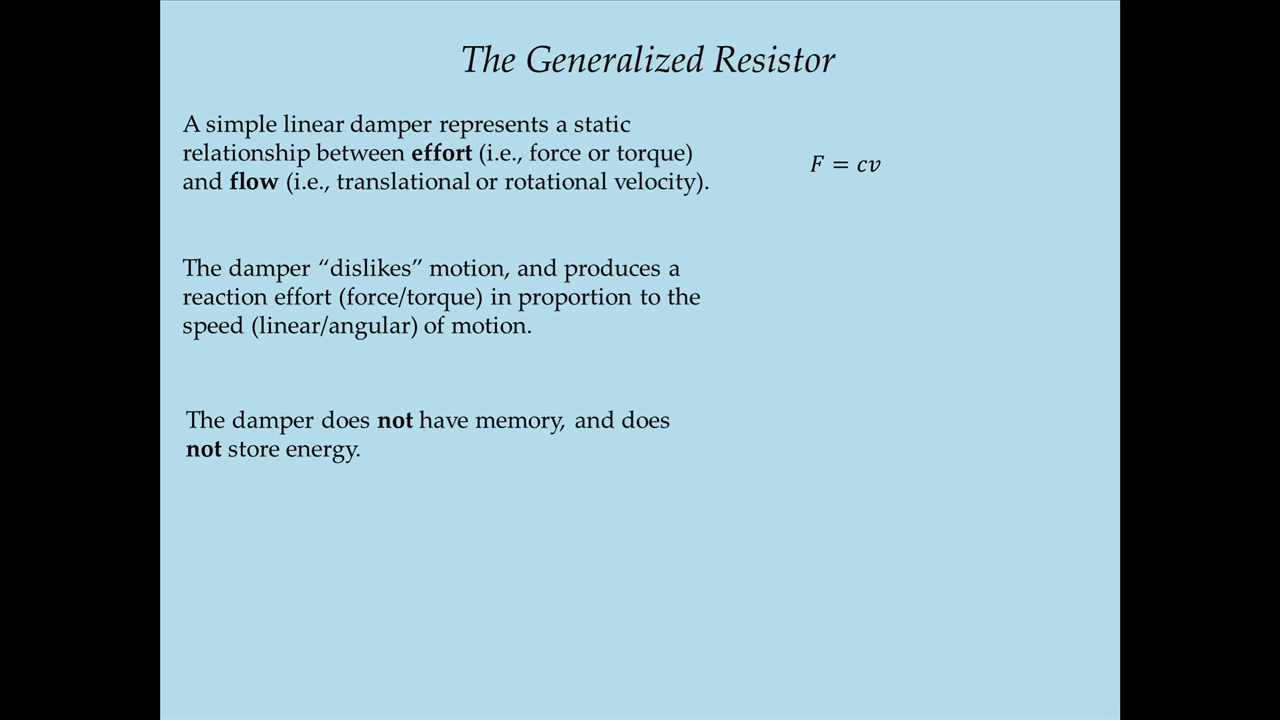 The Generalized Resistor
A simple linear damper represents a static
relationship between effort (i.e., force or torque)
and flow (i.e., translational or rotational velocity).
F = cv
The damper “dislikes” motion, and produces a
reaction effort (force/torque) in proportion to the
speed (linear/angular) of motion.
The damper does not have memory, and does
not store energy.